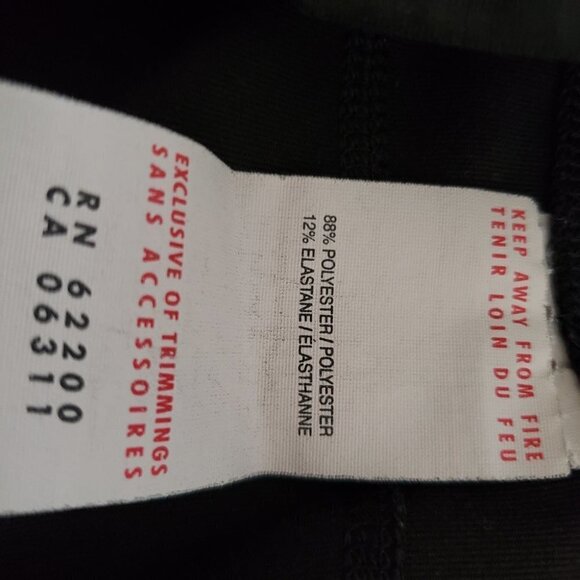 KEEP AWAY FROM FIRE
TENIR LOIN DU FEU
88% POLYESTER/POLYESTER
12% ELASTANE/ÉLASTHANNE
EXCLUSIVE OF TRIMMINGS
SANS ACCESSOIRES
RN 62200
CA 06311